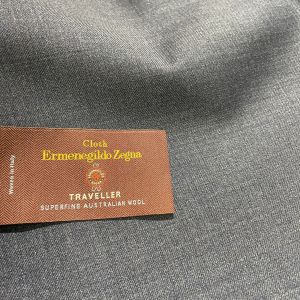 Cloth
Ermenegildo Zegna
TRAVELLER
SUPERFINE AUSTRALIAN WOOL
Woven in Italy